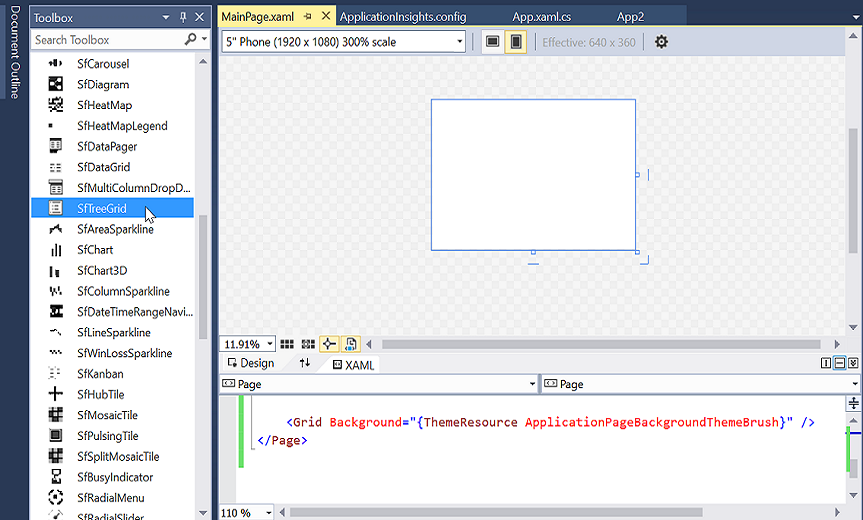 Document Outline
Toolbox
Search Toolbox
SfCarousel
SfDiagram
SfHeatMap
SfHeatMapLegend
SfDataPager
SfDataGrid
SfMultiColumnDropD...
SfTreeGrid
SfAreaSparkline
SfChart
SfChart3D
SfColumnSparkline
SfDateTimeRangeNavi...
SfLineSparkline
SfWinLossSparkline
SfKanban
SfHubTile
SfMosaicTile
SfPulsingTile
SfSplitMosaicTile
SfBusyIndicator
SfRadialMenu
SfRadialSlider
MainPage.xaml ApplicationInsights.config App.xaml.cs App2
5" Phone (1920 x 1080) 300% scale Effective: 640 x 360
11.91%
Design XAML
Page Page
<Grid Background="{ThemeResource ApplicationPageBackgroundThemeBrush}" />
</Page>
110 %